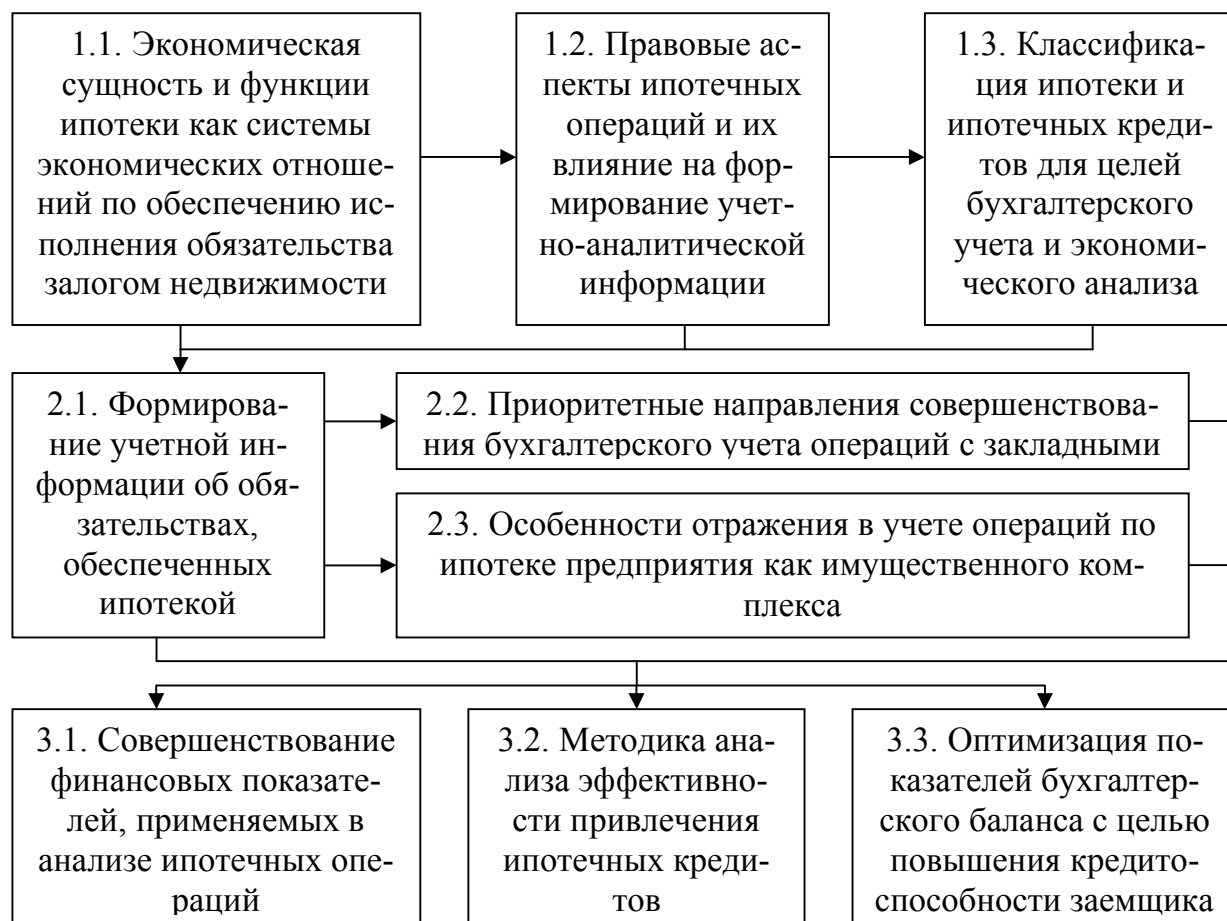 1.1. Экономическая
сущность и функции
ипотеки как системы
экономических отноше-
ний по обеспечению ис-
полнения обязательства
залогом недвижимости
1.2. Правовые ас-
пекты ипотечных
операций и их
влияние на фор-
мирование учет-
но-аналитической
информации
1.3. Классифика-
ция ипотеки и
ипотечных креди-
тов для целей
бухгалтерского
учета и экономи-
ческого анализа
2.1. Формирова-
ние учетной ин-
формации об обя-
зательствах,
обеспеченных
ипотекой
2.2. Приоритетные направления совершенствова-
ния бухгалтерского учета операций с закладными
2.3. Особенности отражения в учете операций по
ипотеке предприятия как имущественного ком-
плекса
3.1. Совершенствование
финансовых показате-
лей, применяемых в
анализе ипотечных опе-
раций
3.2. Методика ана-
лиза эффективно-
сти привлечения
ипотечных креди-
тов
3.3. Оптимизация по-
казателей бухгалтер-
ского баланса с целью
повышения кредито-
способности заемщика